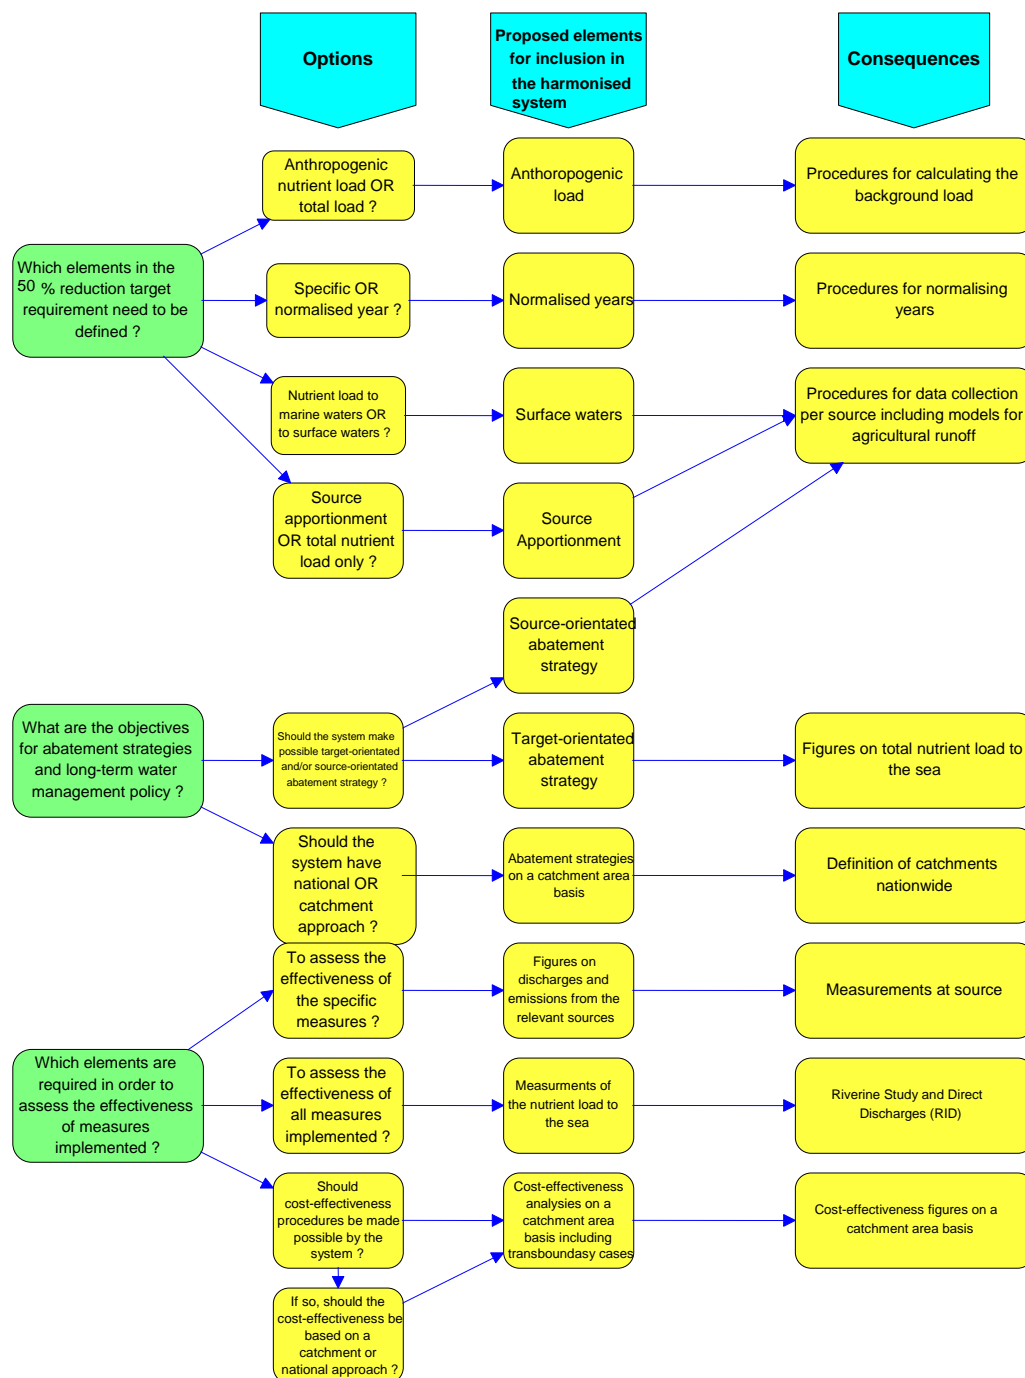 Options
Proposed elements
for inclusion in
the harmonised
system
Consequences
Anthropogenic
nutrient load OR
total load ?
Anthoropogenic
load
Procedures for calculating the
background load
Which elements in the
50 % reduction target
requirement need to be
defined ?
Specific OR
normalised year ?
Normalised years
Procedures for normalising
years
Nutrient load to
marine waters OR
to surface waters ?
Surface waters
Procedures for data collection
per source including models for
agricultural runoff
Source
apportionment
OR total nutrient
load only ?
Source
Apportionment
Source-orientated
abatement
strategy
What are the objectives
for abatement strategies
and long-term water
management policy ?
Should the system make
possible target-orientated
and/or source-orientated
abatement strategy ?
Target-orientated
abatement
strategy
Figures on total nutrient load to
the sea
Should the
system have
national OR
catchment
approach ?
Abatement strategies
on a catchment area
basis
Definition of catchments
nationwide
To assess the
effectiveness of
the specific
measures ?
Figures on
discharges and
emissions from the
relevant sources
Measurements at source
Which elements are
required in order to
assess the effectiveness
of measures
implemented ?
To assess the
effectiveness of
all measures
implemented ?
Measurments of
the nutrient load to
the sea
Riverine Study and Direct
Discharges (RID)
Should
cost-effectiveness
procedures be made
possible by the
system ?
Cost-effectiveness
analyses on a
catchment area
basis including
transboundasy cases
Cost-effectiveness figures on a
catchment area basis
If so, should the
cost-effectiveness be
based on a
catchment or
national approach ?